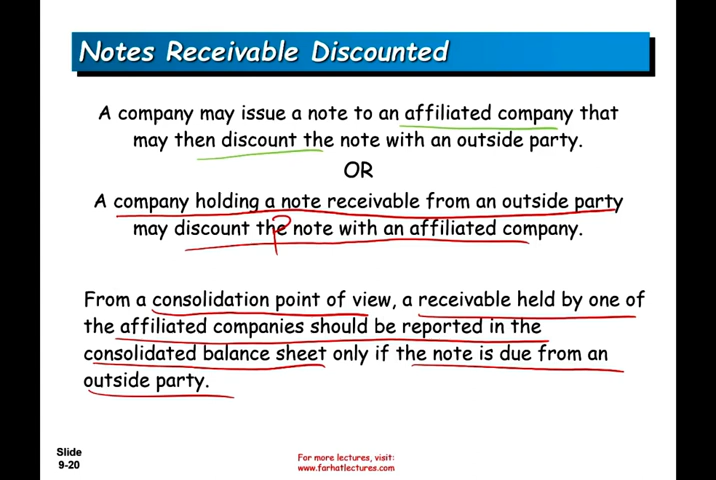 Notes Receivable Discounted
A company may issue a note to an affiliated company that
may then discount the note with an outside party.
OR
A company holding a note receivable from an outside party
may discount the note with an affiliated company.
From a consolidation point of view, a receivable held by one of
the affiliated companies should be reported in the
consolidated balance sheet only if the note is due from an
outside party.
Slide
9-20
For more lectures, visit:
www.farhatlectures.com